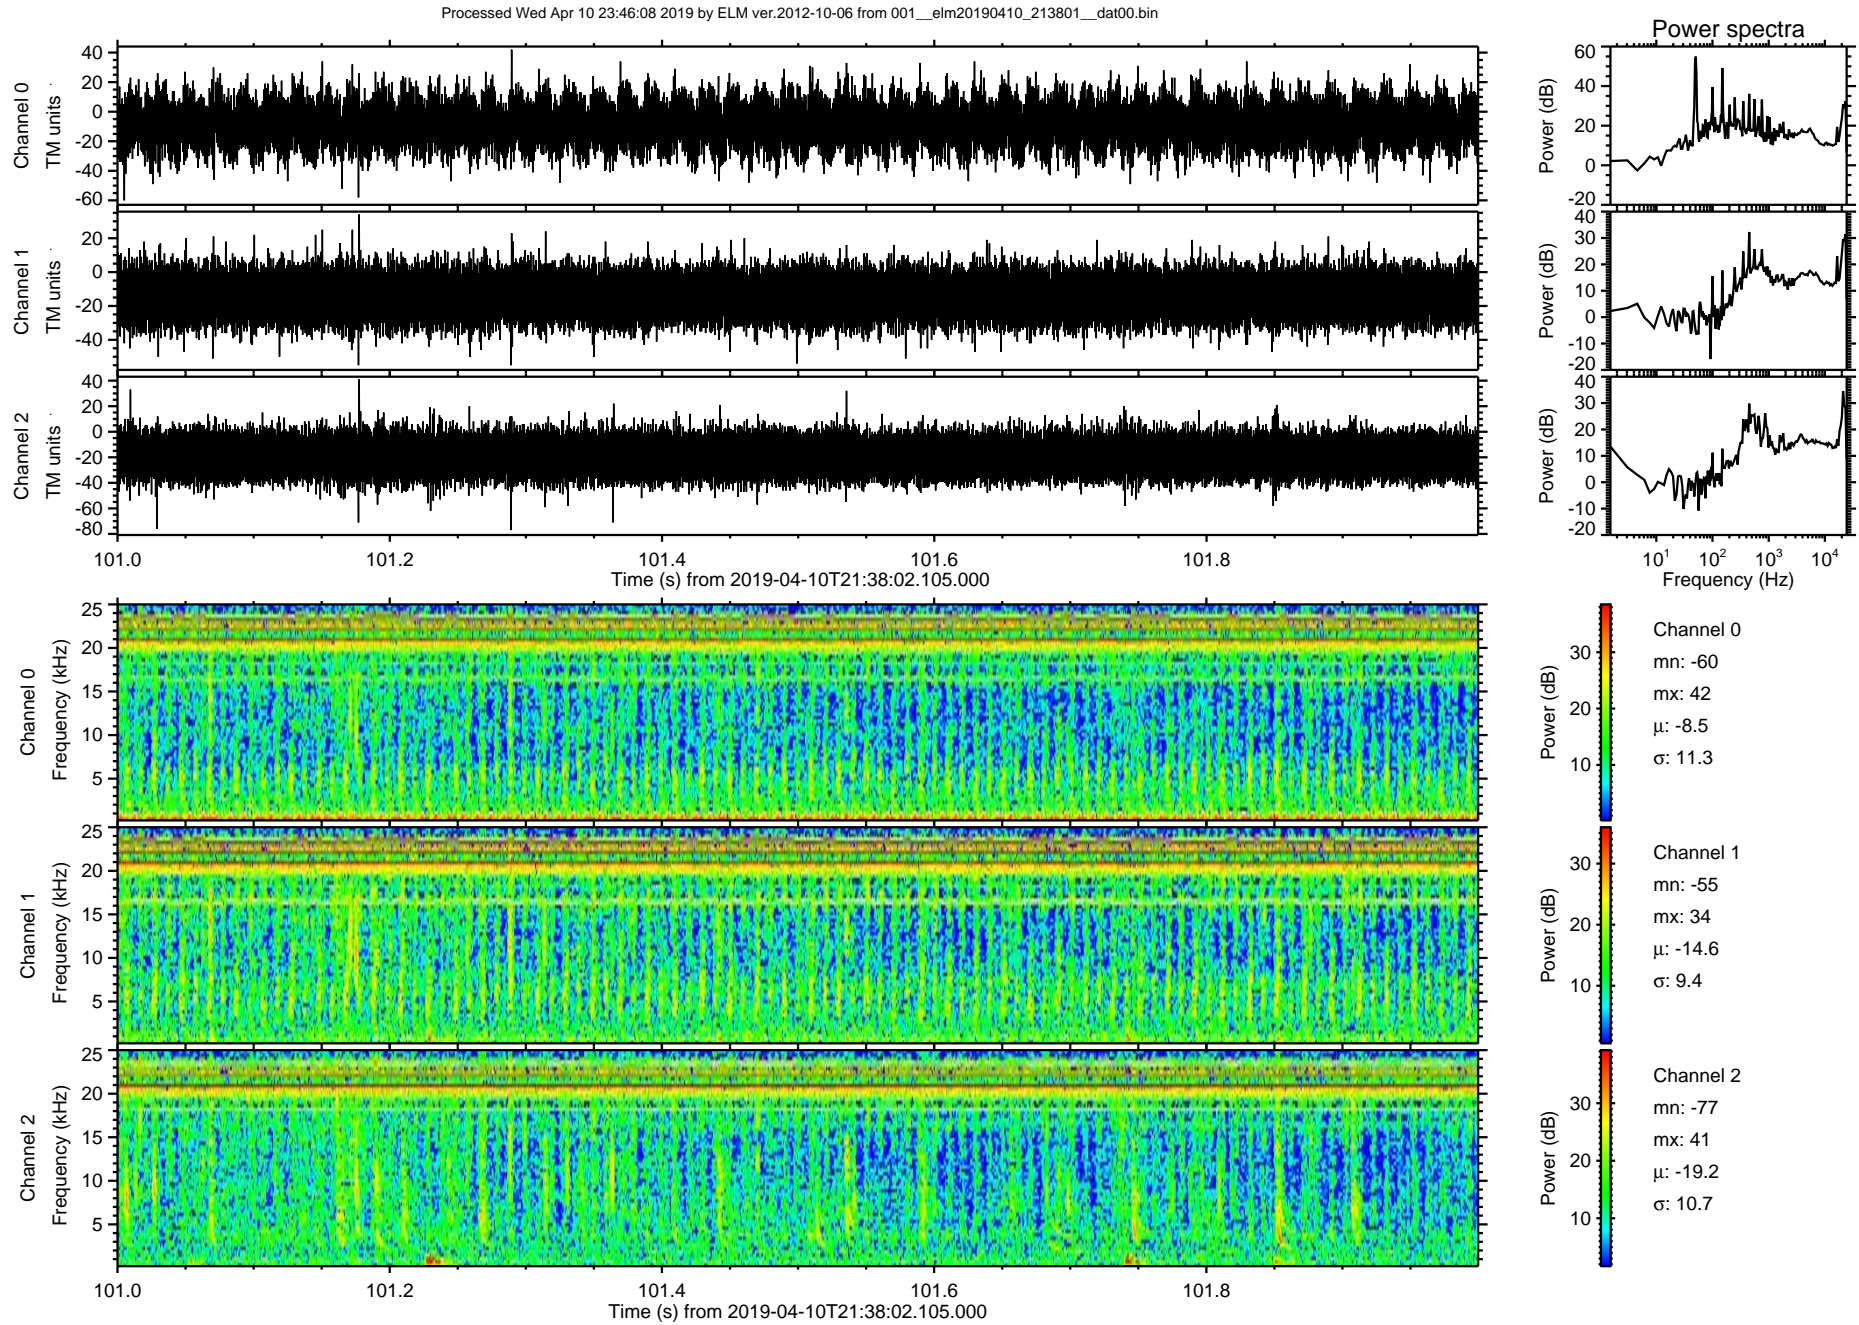 Processed Wed Apr 10 23:46:08 2019 by ELM ver.2012-10-06 from 001__elm20190410_213801__dat00.bin
Power spectra
Channel 0
TM units
40
20
0
-20
-40
-60
Power (dB)
60
40
20
0
-20
Channel 1
TM units
20
0
-20
-40
Power (dB)
40
30
20
10
0
-10
-20
Channel 2
TM units
40
20
0
-20
-40
-60
-80
Power (dB)
40
30
20
10
0
-10
-20
101.0 101.2 101.4 101.6 101.8
Time (s) from 2019-04-10T21:38:02.105.000
10¹ 10² 10³ 10⁴
Frequency (Hz)
Channel 0
Frequency (kHz)
25
20
15
10
5
Power (dB)
30
20
10
Channel 0
mn: -60
mx: 42
µ: -8.5
σ: 11.3
Channel 1
Frequency (kHz)
25
20
15
10
5
Power (dB)
30
20
10
Channel 1
mn: -55
mx: 34
µ: -14.6
σ: 9.4
Channel 2
Frequency (kHz)
25
20
15
10
5
Power (dB)
30
20
10
Channel 2
mn: -77
mx: 41
µ: -19.2
σ: 10.7
101.0 101.2 101.4 101.6 101.8
Time (s) from 2019-04-10T21:38:02.105.000